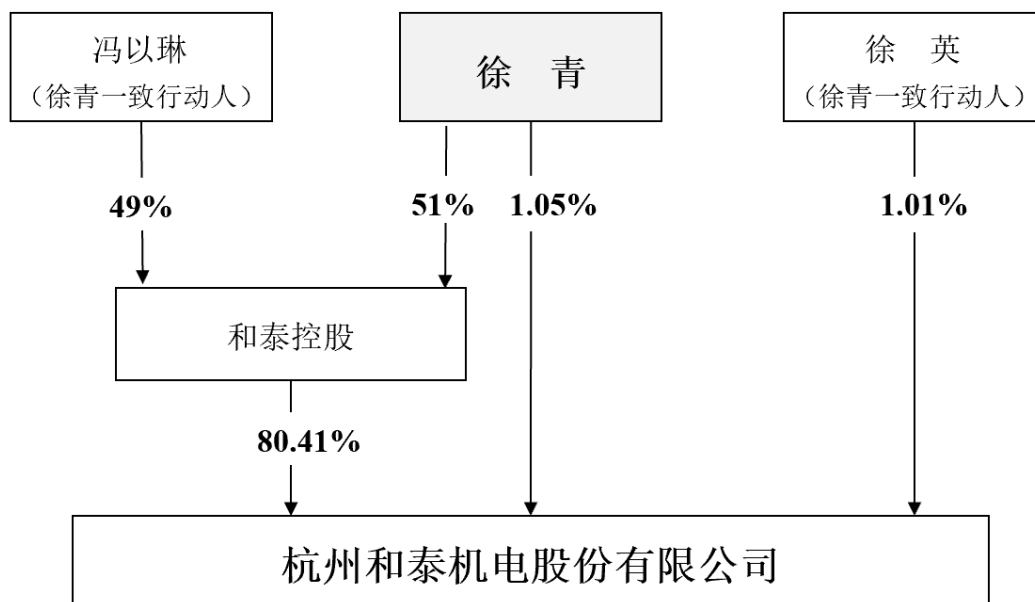 冯以琳
（徐青一致行动人）
徐　青
徐　英
（徐青一致行动人）
49%
51%
1.05%
1.01%
和泰控股
80.41%
杭州和泰机电股份有限公司